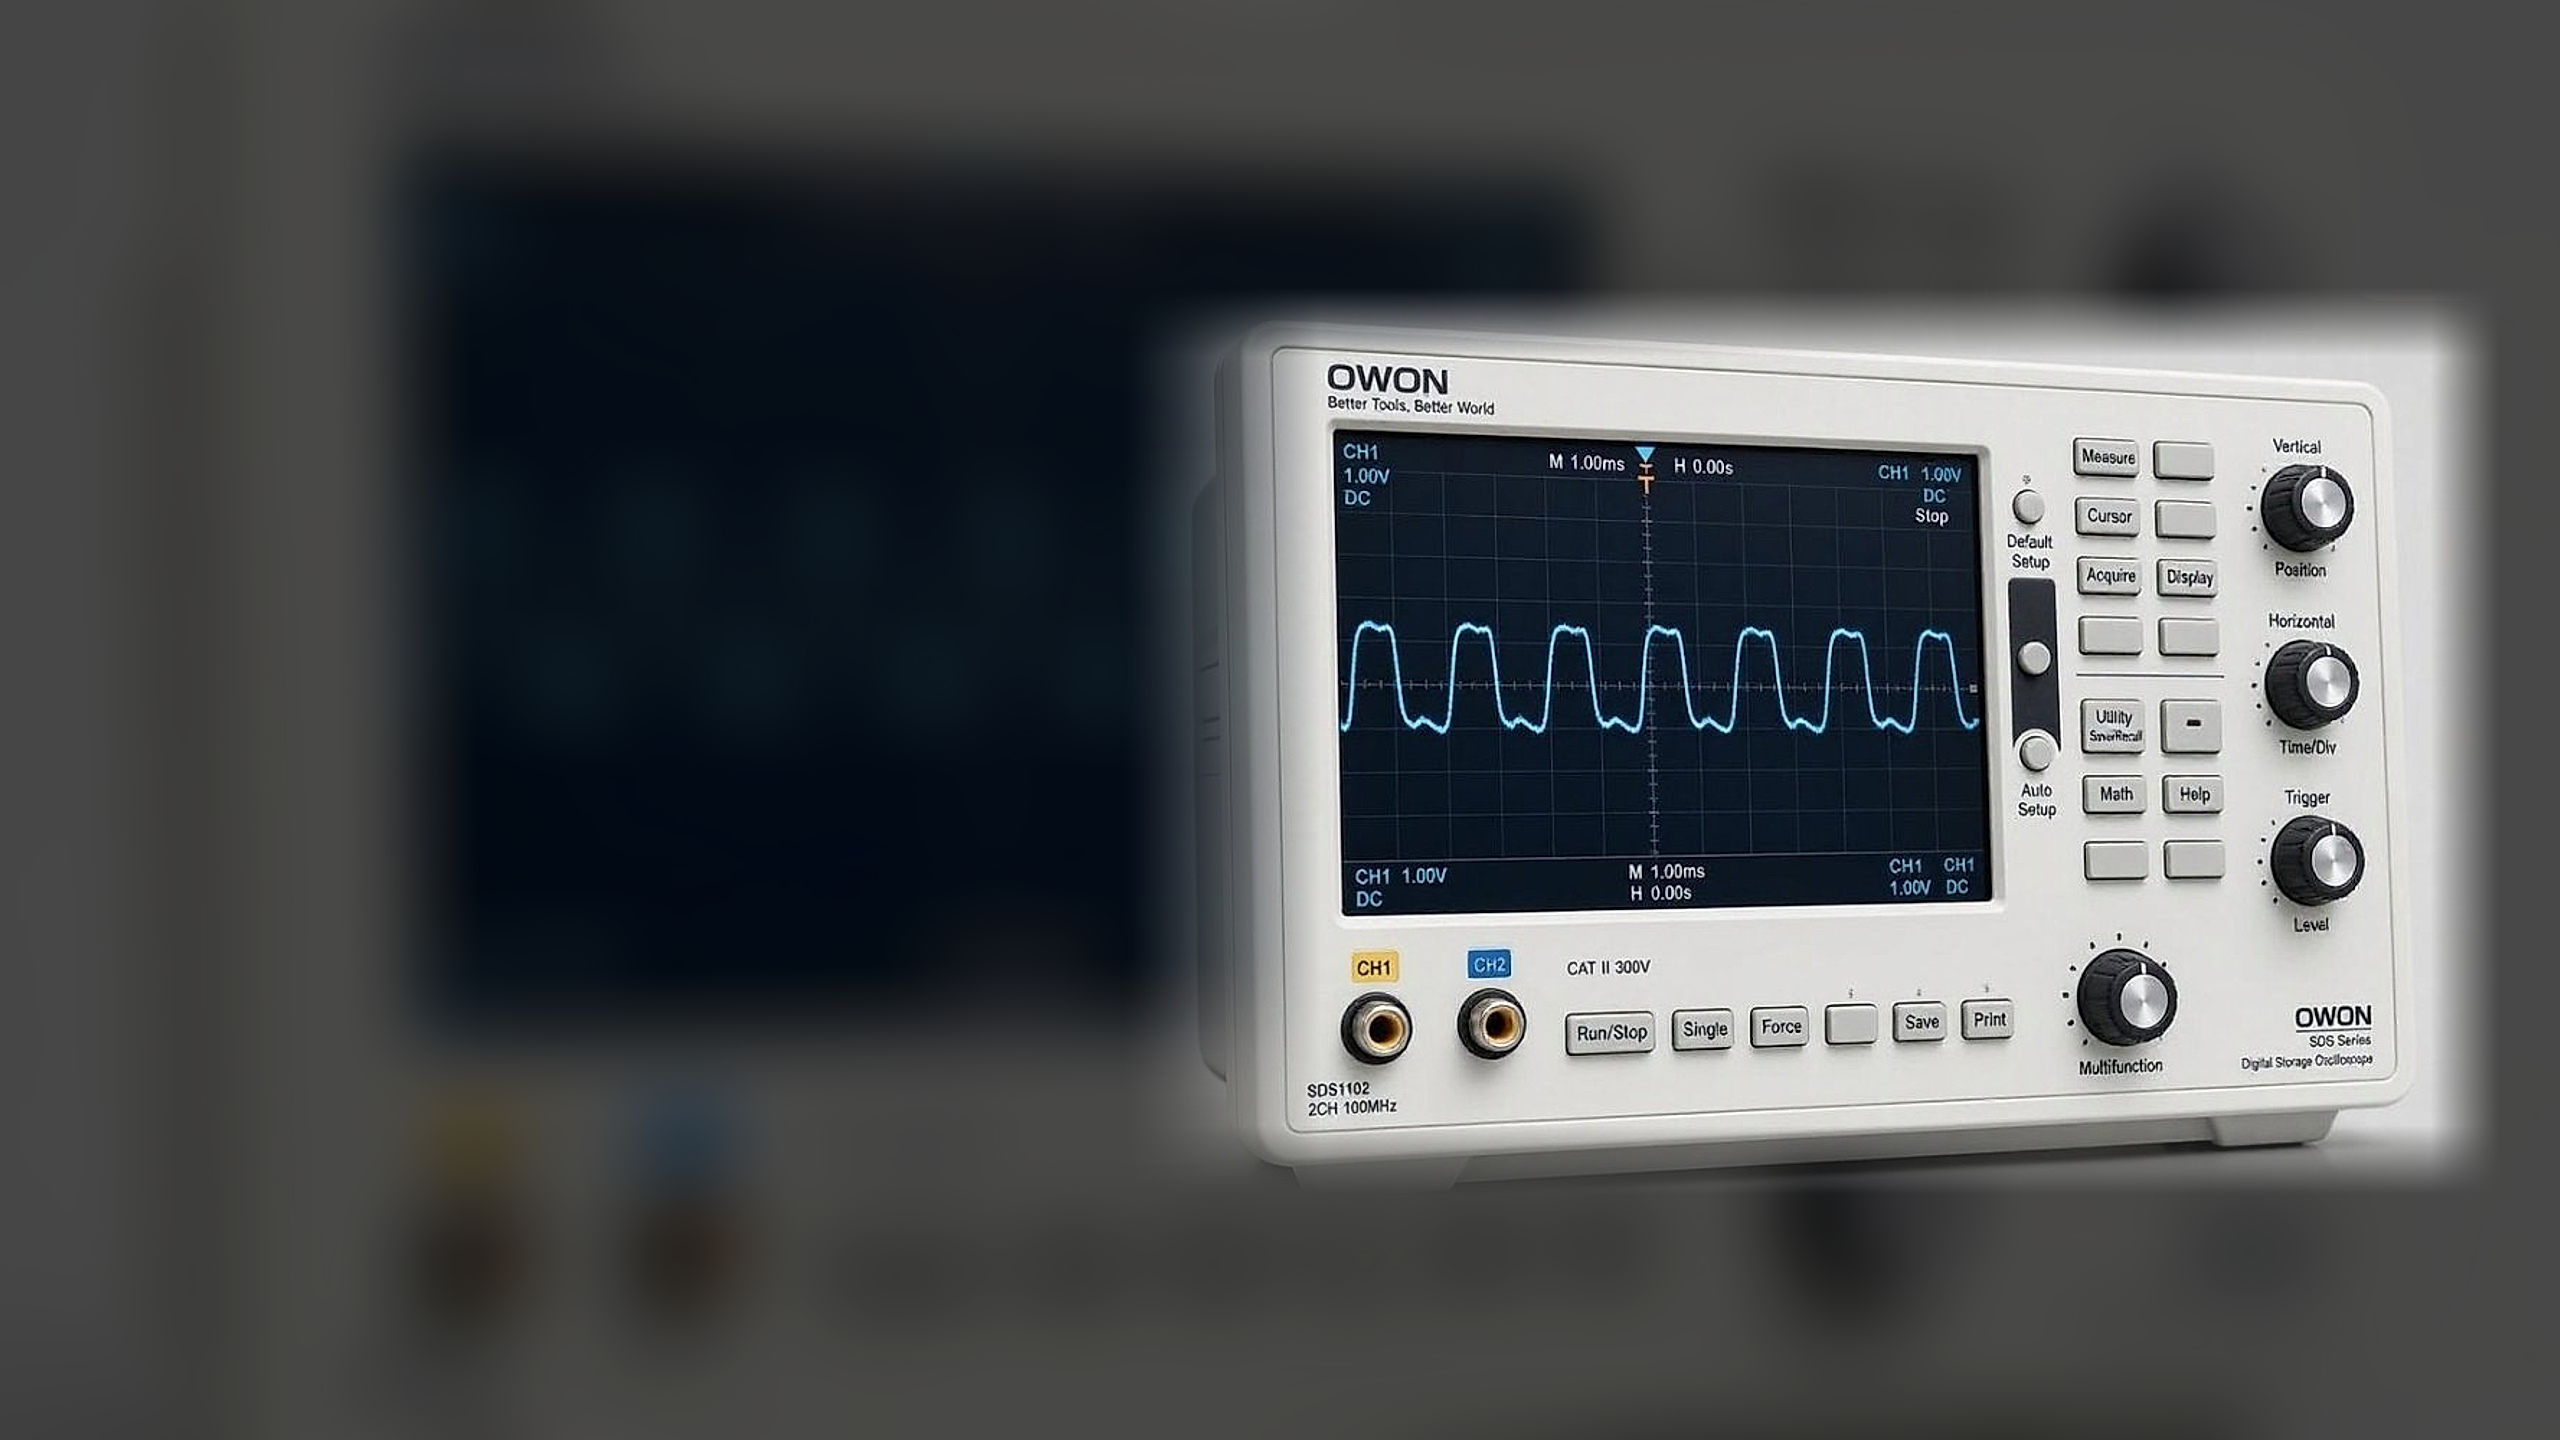 OWON
Better Tools, Better World
CH1
1.00V
DC
M 1.00ms
T
H 0.00s
CH1 1.00V
DC
Stop
CH1 1.00V
DC
M 1.00ms
H 0.00s
CH1 CH1
1.00V DC
Default
Setup
Auto
Setup
Measure
Cursor
Acquire
Display
Utility
Math
Help
Vertical
Position
Horizontal
Time/Div
Trigger
Level
Multifunction
CH1
CH2
CAT II 300V
Run/Stop
Single
Force
Save
Print
SDS1102
2CH 100MHz
OWON
SOS Series
Digital Storage